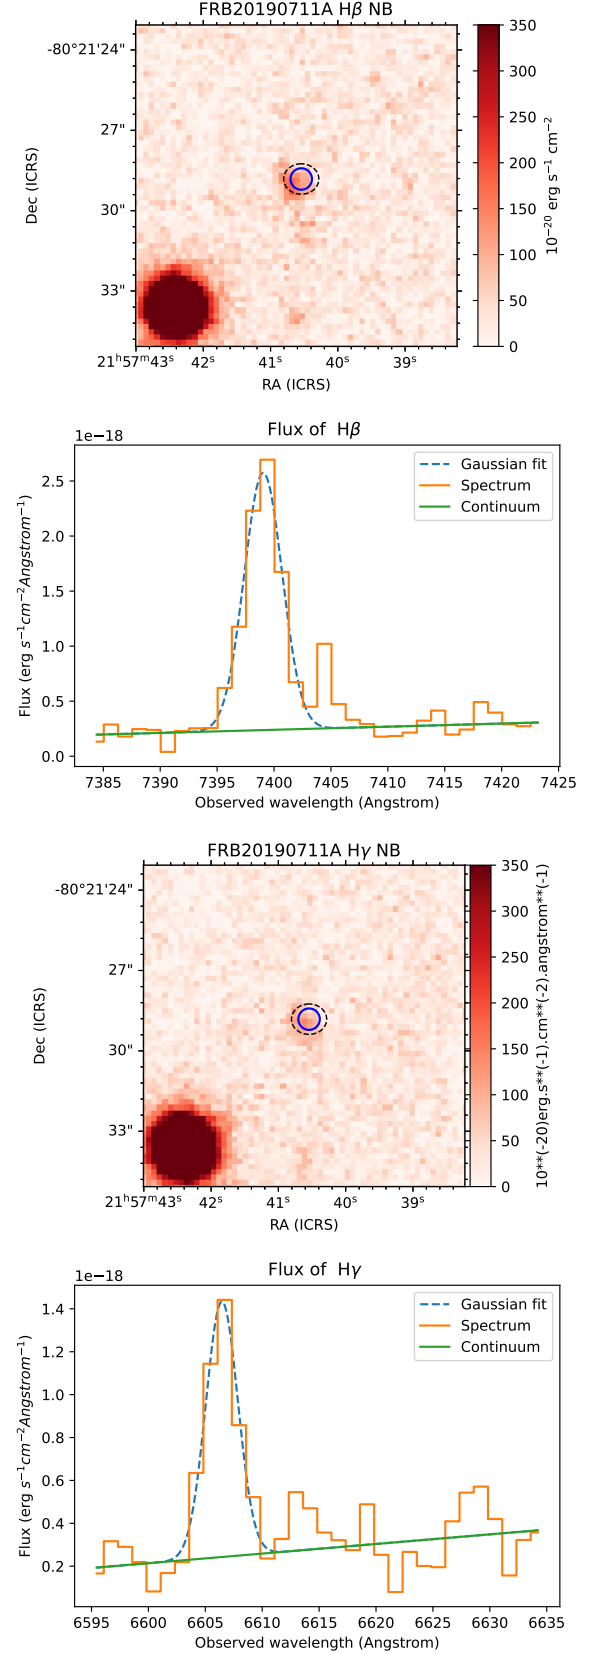 FRB20190711A Hβ NB
-80°21'24"
27"
30"
33"
Dec (ICRS)
21ʰ57ᵐ43ˢ 42ˢ 41ˢ 40ˢ 39ˢ
RA (ICRS)
350
300
250
200
150
100
50
0
10⁻²⁰ erg s⁻¹ cm⁻²
Flux of Hβ
1e−18
2.5
2.0
1.5
1.0
0.5
0.0
Flux (erg s⁻¹cm⁻²Angstrom⁻¹)
Gaussian fit
Spectrum
Continuum
7385 7390 7395 7400 7405 7410 7415 7420 7425
Observed wavelength (Angstrom)
FRB20190711A Hγ NB
-80°21'24"
27"
30"
33"
Dec (ICRS)
21ʰ57ᵐ43ˢ 42ˢ 41ˢ 40ˢ 39ˢ
RA (ICRS)
350
300
250
200
150
100
50
0
10**(-20)erg.s**(-1).cm**(-2).angstrom**(-1)
Flux of Hγ
1e−18
1.4
1.2
1.0
0.8
0.6
0.4
0.2
Flux (erg s⁻¹cm⁻²Angstrom⁻¹)
Gaussian fit
Spectrum
Continuum
6595 6600 6605 6610 6615 6620 6625 6630 6635
Observed wavelength (Angstrom)